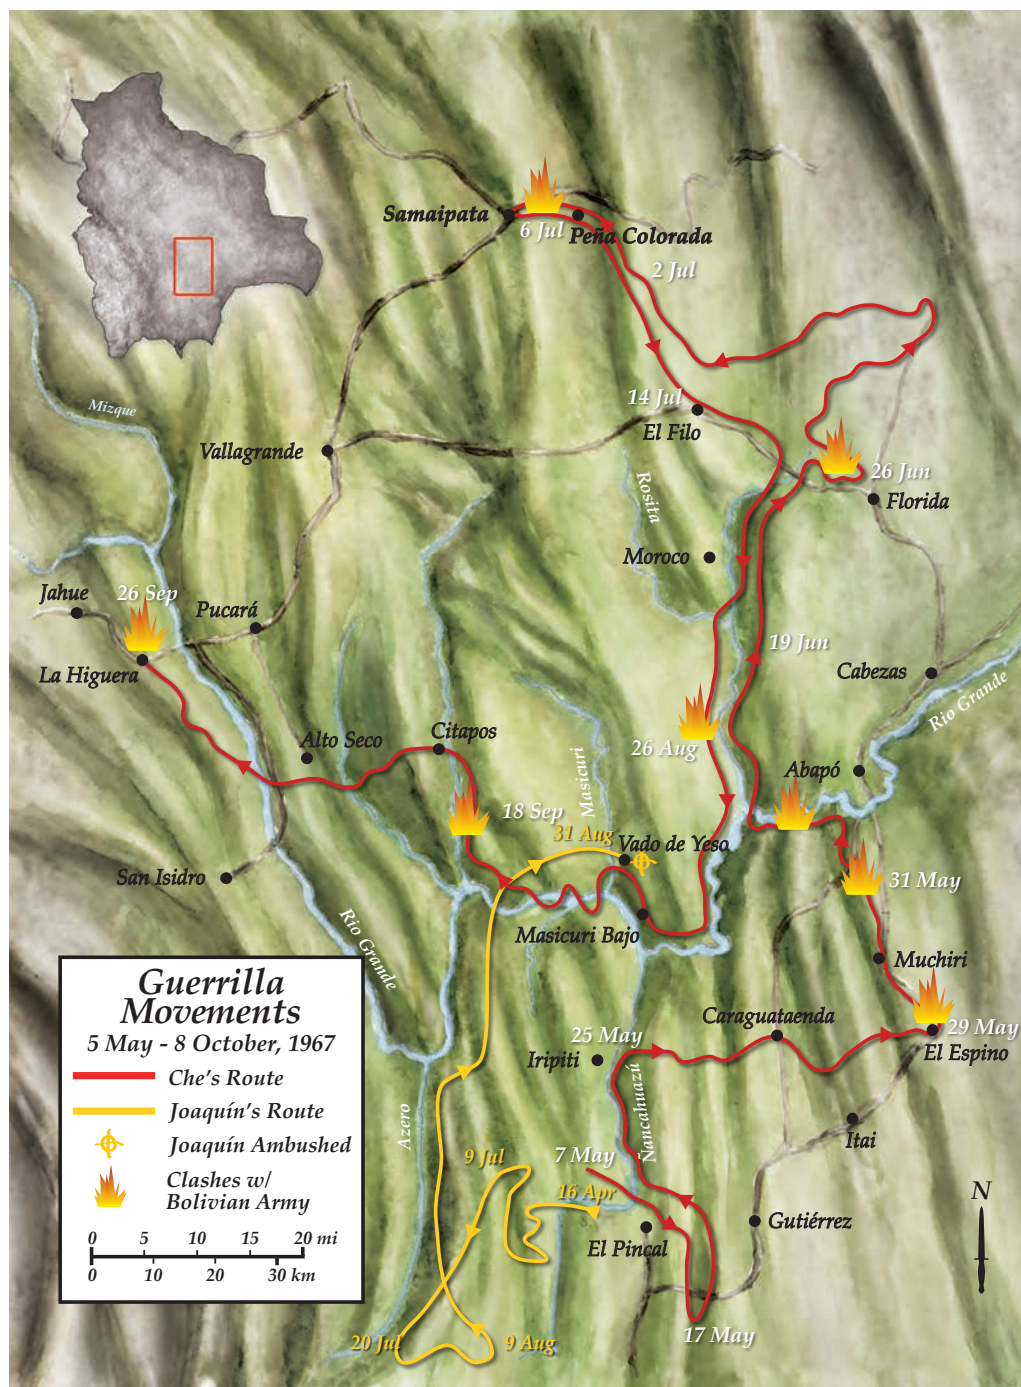 Samaipata
6 Jul
Peña Colorada
2 Jul
Mizque
14 Jul
El Filo
Vallagrande
26 Jun
Florida
Rosita
Moroco
Jahue
26 Sep
Pucará
19 Jun
La Higuera
Cabezas
Rio Grande
Alto Seco
Citapos
26 Aug
Masicuri
Abapó
18 Sep
31 Aug
Vado de Yeso
San Isidro
31 May
Rio Grande
Masicuri Bajo
Muchiri
Caraguataenda
29 May
El Espino
25 May
Iripiti
Ñancahuazú
Azero
Itai
9 Jul
7 May
16 Apr
El Pincal
Gutiérrez
N
17 May
20 Jul
9 Aug
Guerrilla
Movements
5 May - 8 October, 1967
Che's Route
Joaquín's Route
Joaquín Ambushed
Clashes w/
Bolivian Army
0 5 10 15 20 mi
0 10 20 30 km